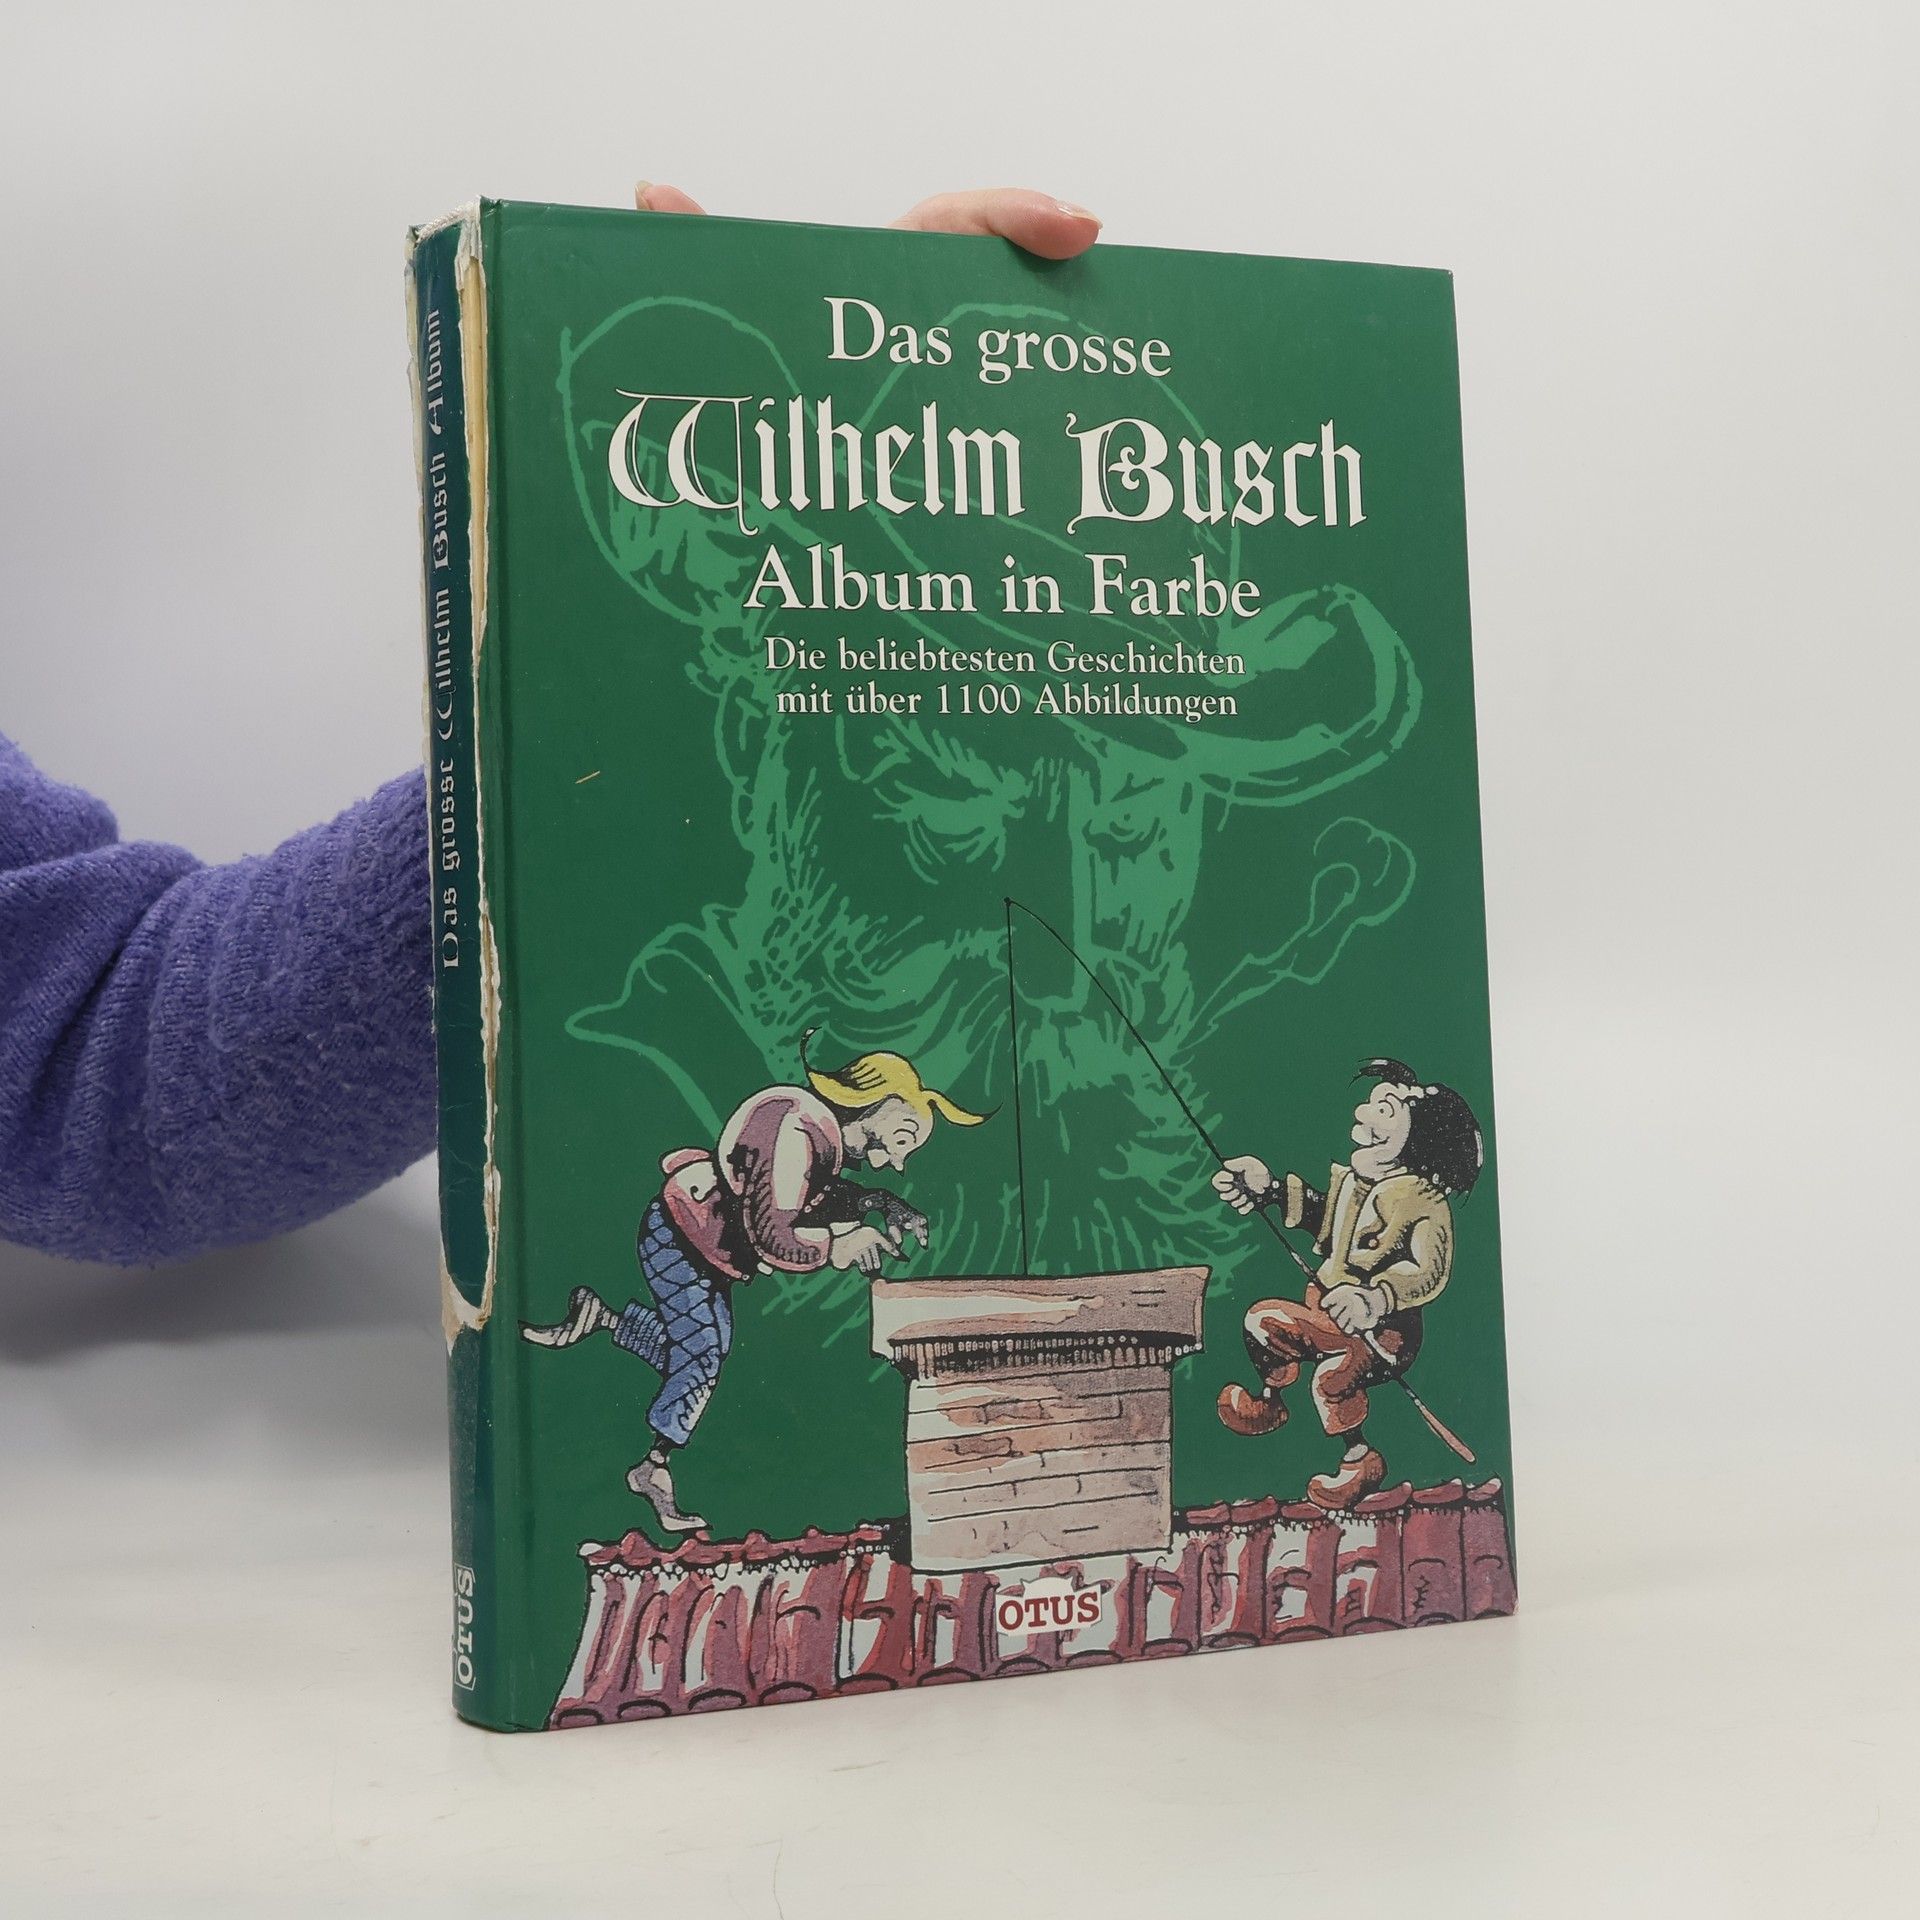 Das grosse
Wilhelm Busch
Album in Farbe
Die beliebtesten Geschichten
mit über 1100 Abbildungen
OTUS
Das grosse Wilhelm Busch Album
OTUS